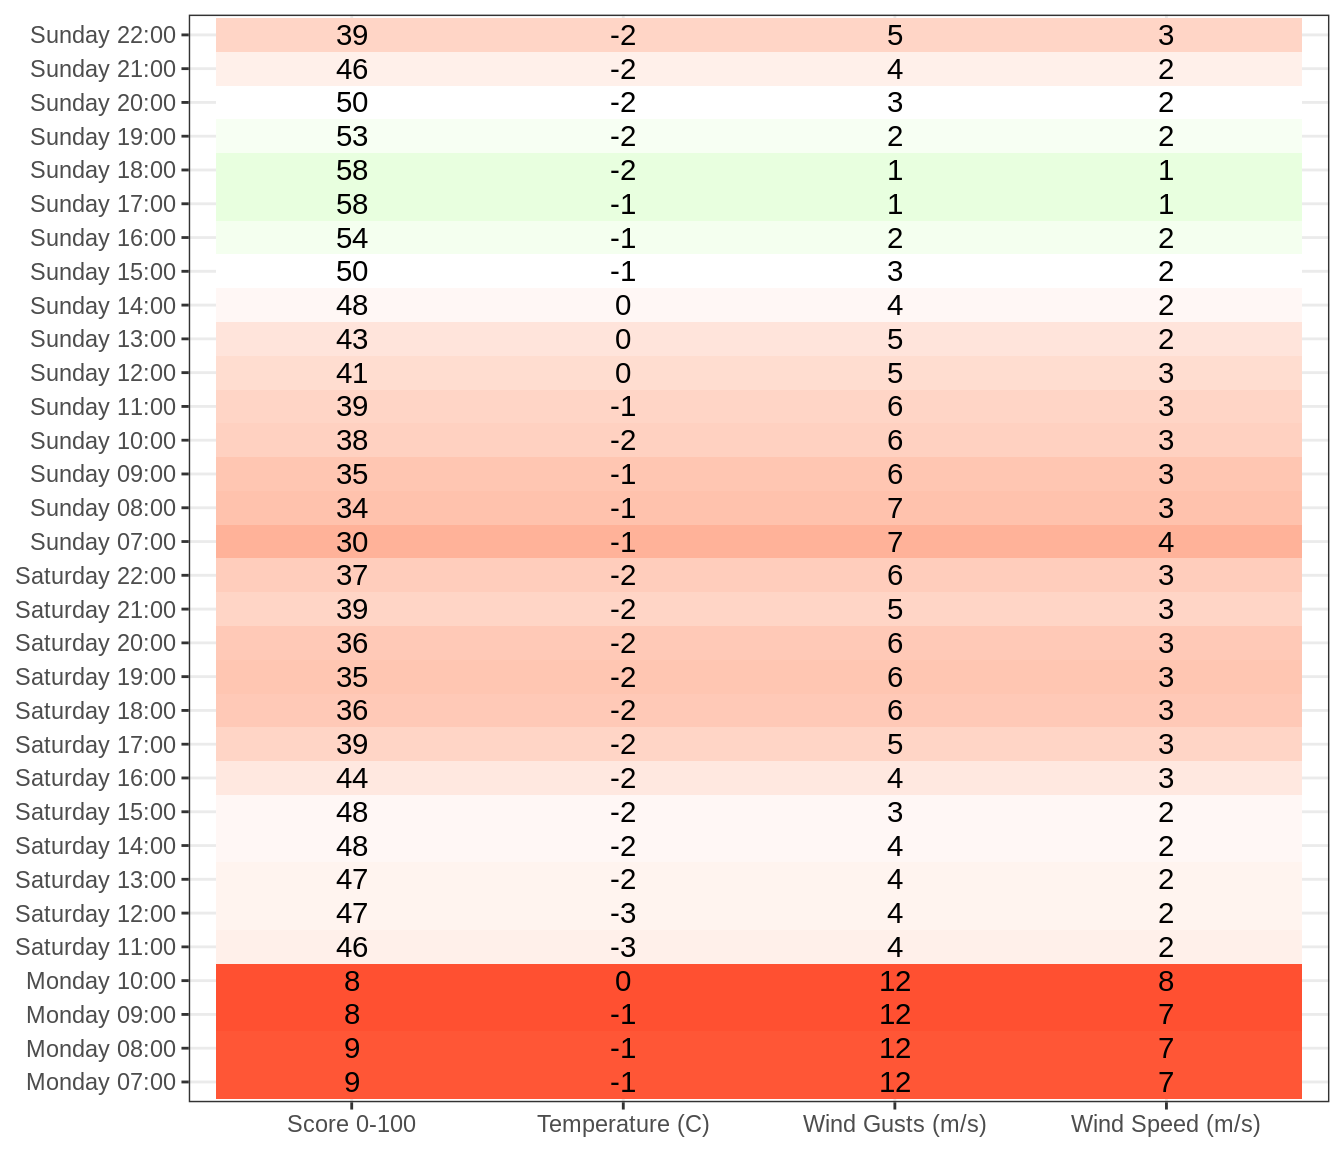 Sunday 22:00 39 -2 5 3
Sunday 21:00 46 -2 4 2
Sunday 20:00 50 -2 3 2
Sunday 19:00 53 -2 2 2
Sunday 18:00 58 -2 1 1
Sunday 17:00 58 -1 1 1
Sunday 16:00 54 -1 2 2
Sunday 15:00 50 -1 3 2
Sunday 14:00 48 0 4 2
Sunday 13:00 43 0 5 2
Sunday 12:00 41 0 5 3
Sunday 11:00 39 -1 6 3
Sunday 10:00 38 -2 6 3
Sunday 09:00 35 -1 6 3
Sunday 08:00 34 -1 7 3
Sunday 07:00 30 -1 7 4
Saturday 22:00 37 -2 6 3
Saturday 21:00 39 -2 5 3
Saturday 20:00 36 -2 6 3
Saturday 19:00 35 -2 6 3
Saturday 18:00 36 -2 6 3
Saturday 17:00 39 -2 5 3
Saturday 16:00 44 -2 4 3
Saturday 15:00 48 -2 3 2
Saturday 14:00 48 -2 4 2
Saturday 13:00 47 -2 4 2
Saturday 12:00 47 -3 4 2
Saturday 11:00 46 -3 4 2
Monday 10:00 8 0 12 8
Monday 09:00 8 -1 12 7
Monday 08:00 9 -1 12 7
Monday 07:00 9 -1 12 7
Score 0-100 Temperature (C) Wind Gusts (m/s) Wind Speed (m/s)